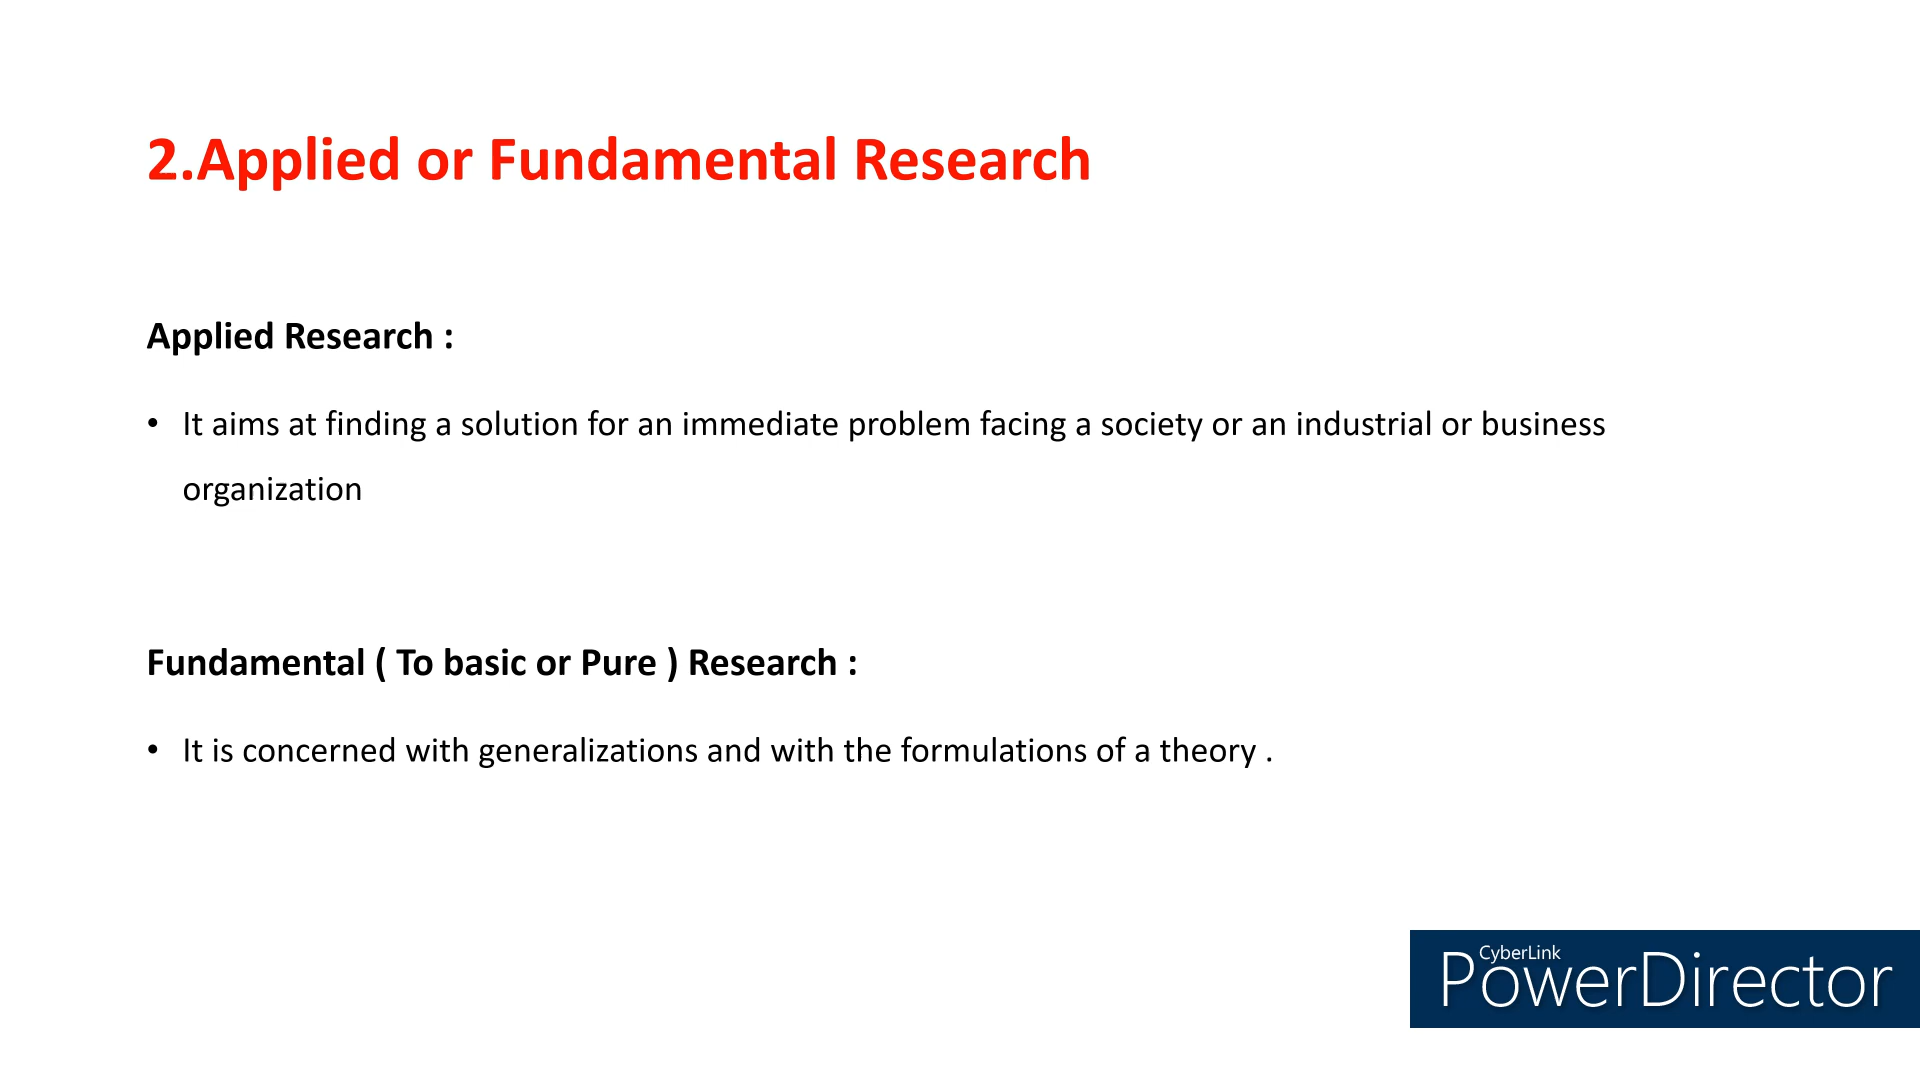 2.Applied or Fundamental Research
Applied Research :
• It aims at finding a solution for an immediate problem facing a society or an industrial or business
organization
Fundamental ( To basic or Pure ) Research :
• It is concerned with generalizations and with the formulations of a theory .
CyberLink
PowerDirector